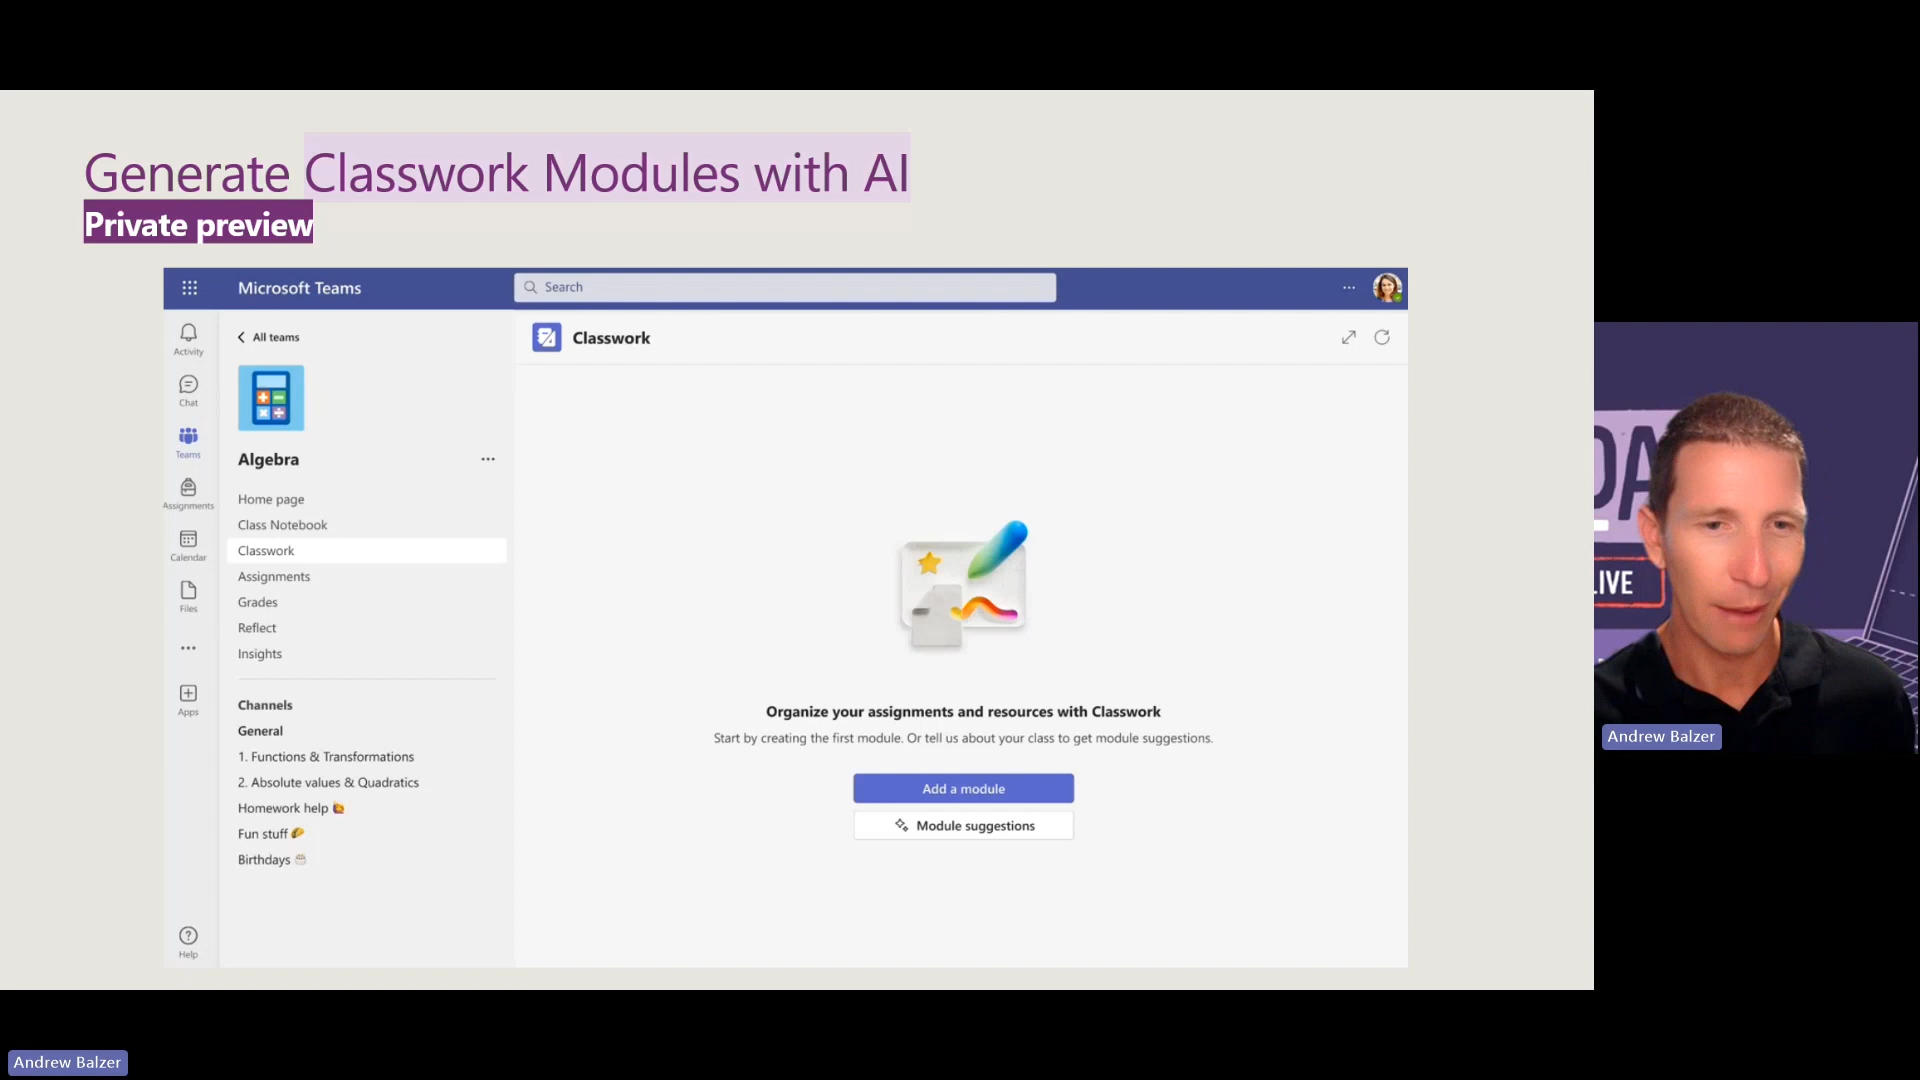 Generate Classwork Modules with AI
Private preview
Microsoft Teams
Search
Activity
Chat
Teams
Assignments
Calendar
Files
Apps
Help
All teams
Algebra
Home page
Class Notebook
Classwork
Assignments
Grades
Reflect
Insights
Channels
General
1. Functions & Transformations
2. Absolute values & Quadratics
Homework help
Fun stuff
Birthdays
Classwork
Organize your assignments and resources with Classwork
Start by creating the first module. Or tell us about your class to get module suggestions.
Add a module
Module suggestions
Andrew Balzer
Andrew Balzer